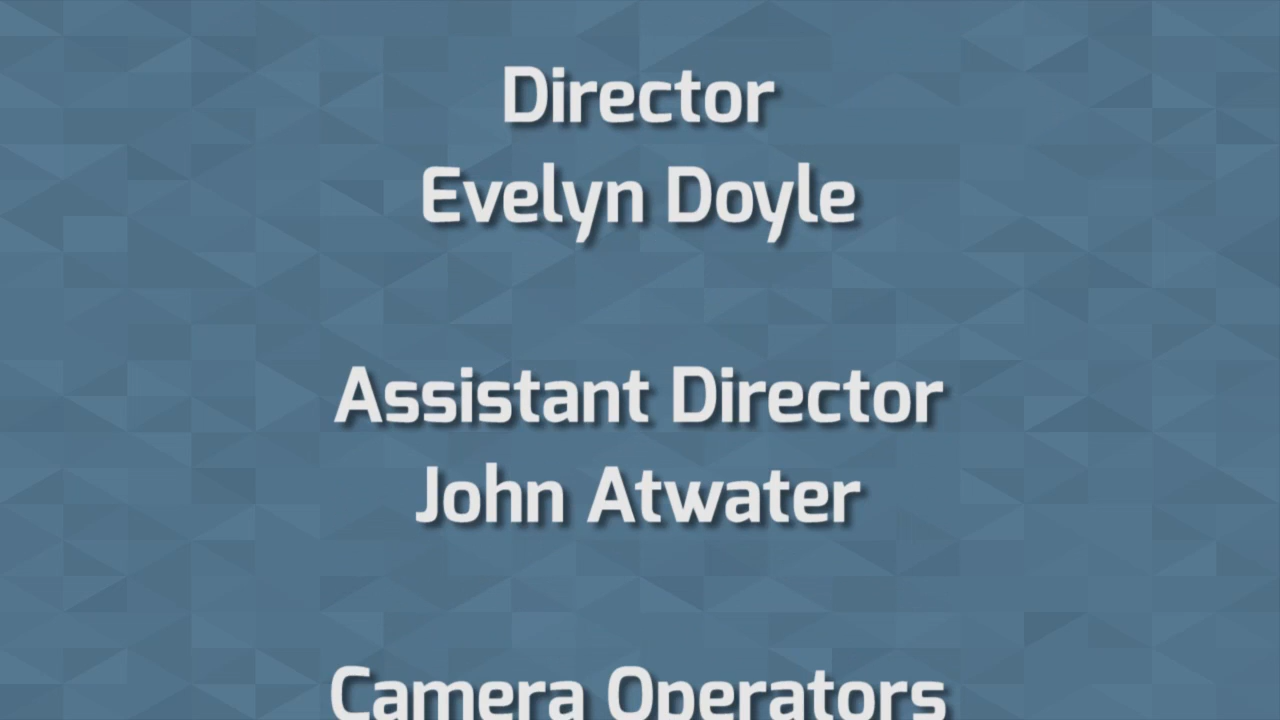 Director
Evelyn Doyle
Assistant Director
John Atwater
Camera Operators